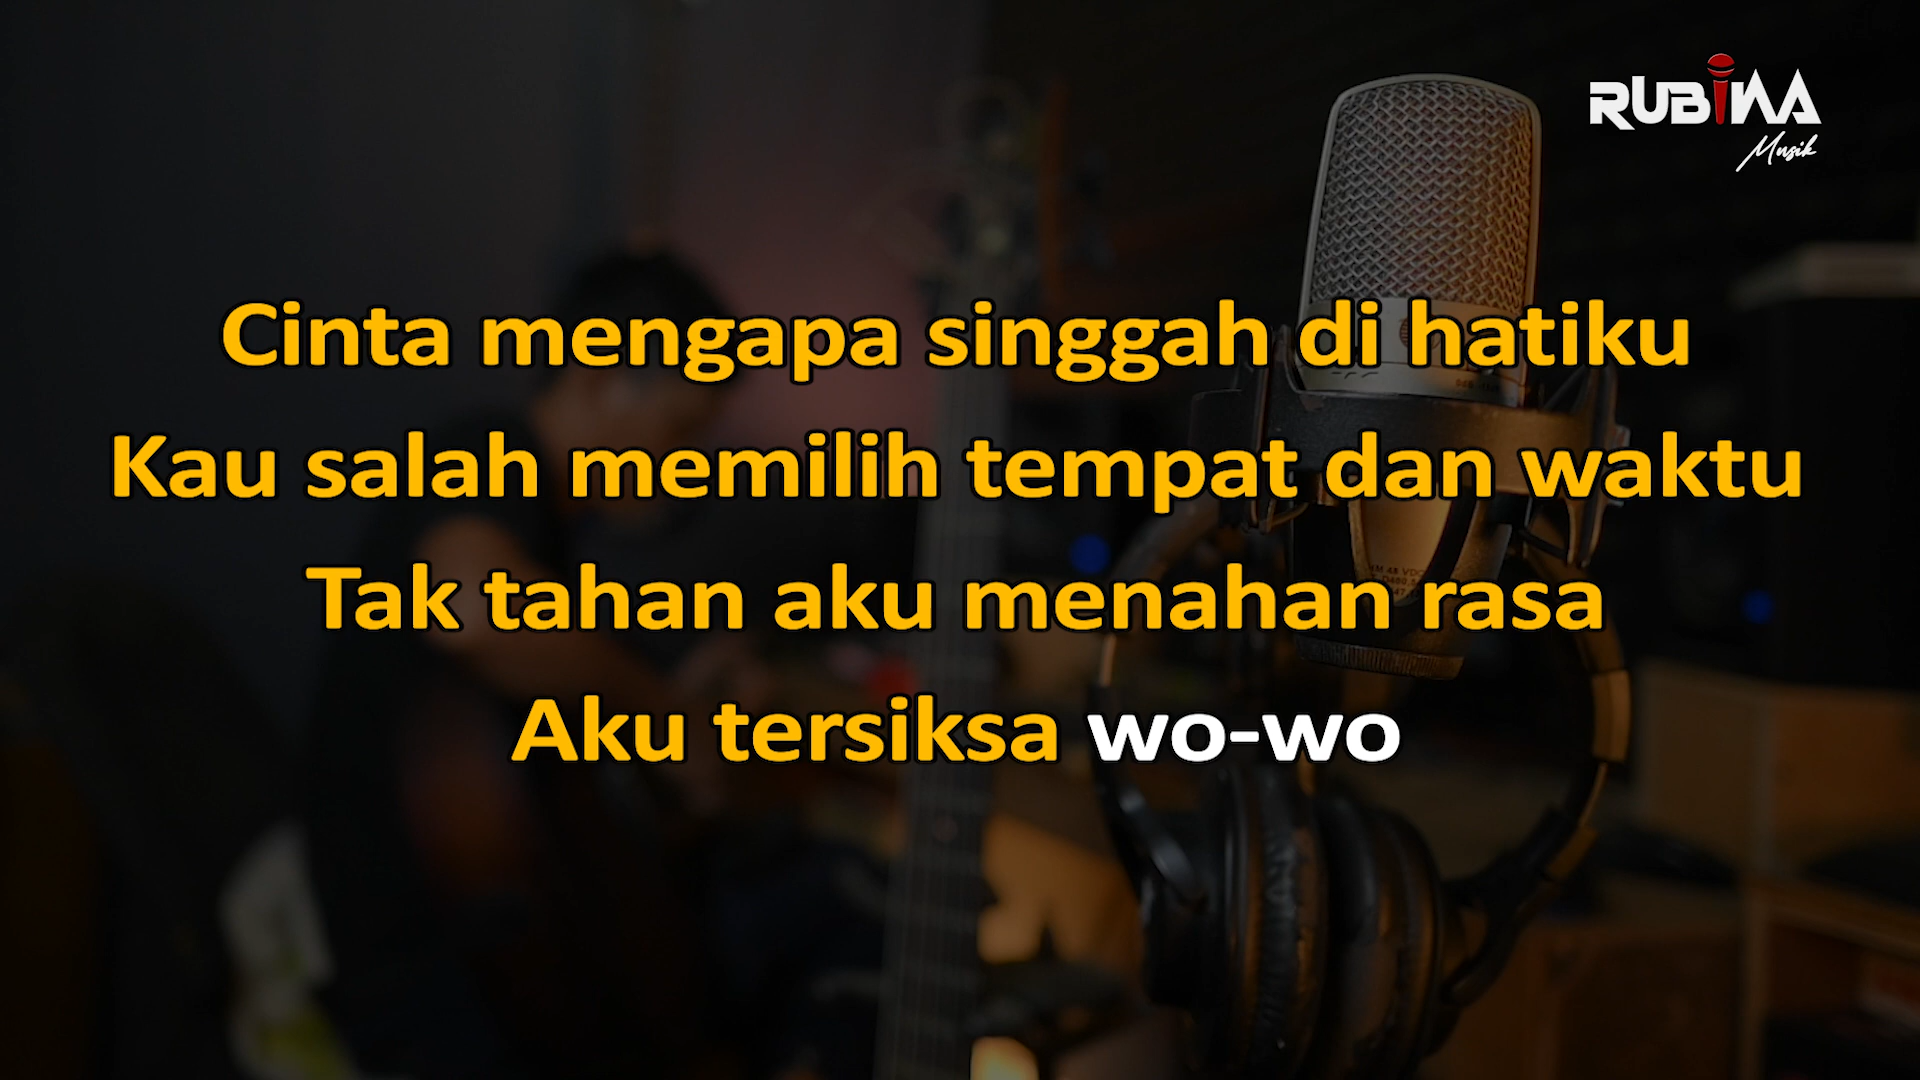 RUBINA
Musik
Cinta mengapa singgah di hatiku
Kau salah memilih tempat dan waktu
Tak tahan aku menahan rasa
Aku tersiksa wo-wo